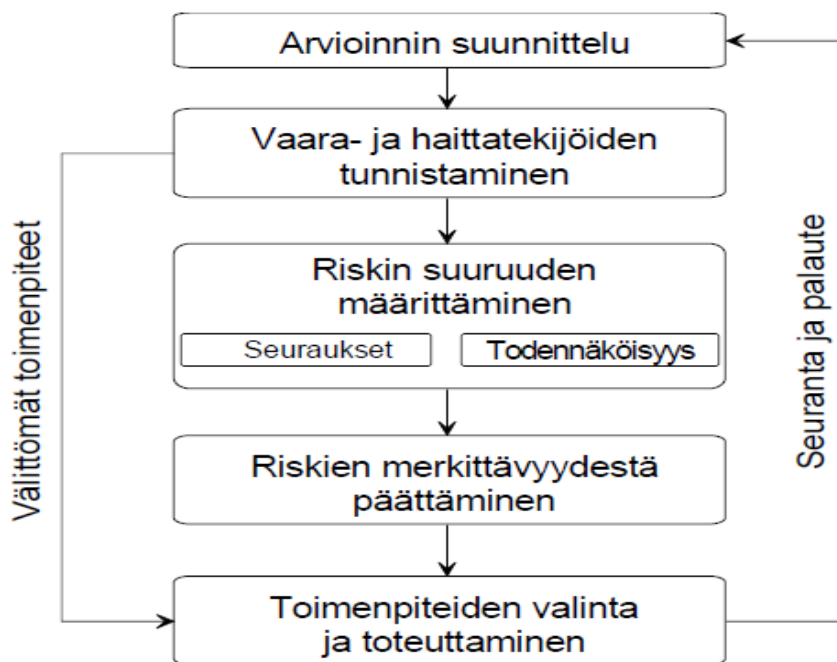 Arvioinnin suunnittelu
Vaara- ja haittatekijöiden
tunnistaminen
Riskin suuruuden
määrittäminen
Seuraukset
Todennäköisyys
Riskien merkittävyydestä
päättäminen
Toimenpiteiden valinta
ja toteuttaminen
Välittömät toimenpiteet
Seuranta ja palaute